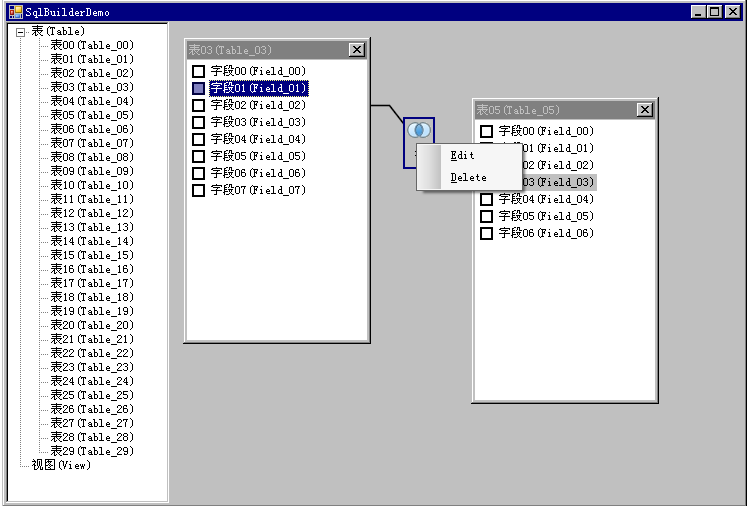 SqlBuilderDemo
表(Table)
表00(Table_00)
表01(Table_01)
表02(Table_02)
表03(Table_03)
表04(Table_04)
表05(Table_05)
表06(Table_06)
表07(Table_07)
表08(Table_08)
表09(Table_09)
表10(Table_10)
表11(Table_11)
表12(Table_12)
表13(Table_13)
表14(Table_14)
表15(Table_15)
表16(Table_16)
表17(Table_17)
表18(Table_18)
表19(Table_19)
表20(Table_20)
表21(Table_21)
表22(Table_22)
表23(Table_23)
表24(Table_24)
表25(Table_25)
表26(Table_26)
表27(Table_27)
表28(Table_28)
表29(Table_29)
视图(View)
表03(Table_03)
字段00(Field_00)
字段01(Field_01)
字段02(Field_02)
字段03(Field_03)
字段04(Field_04)
字段05(Field_05)
字段06(Field_06)
字段07(Field_07)
Edit
Delete
表05(Table_05)
字段00(Field_00)
01(Field_01)
02(Field_02)
03(Field_03)
字段04(Field_04)
字段05(Field_05)
字段06(Field_06)